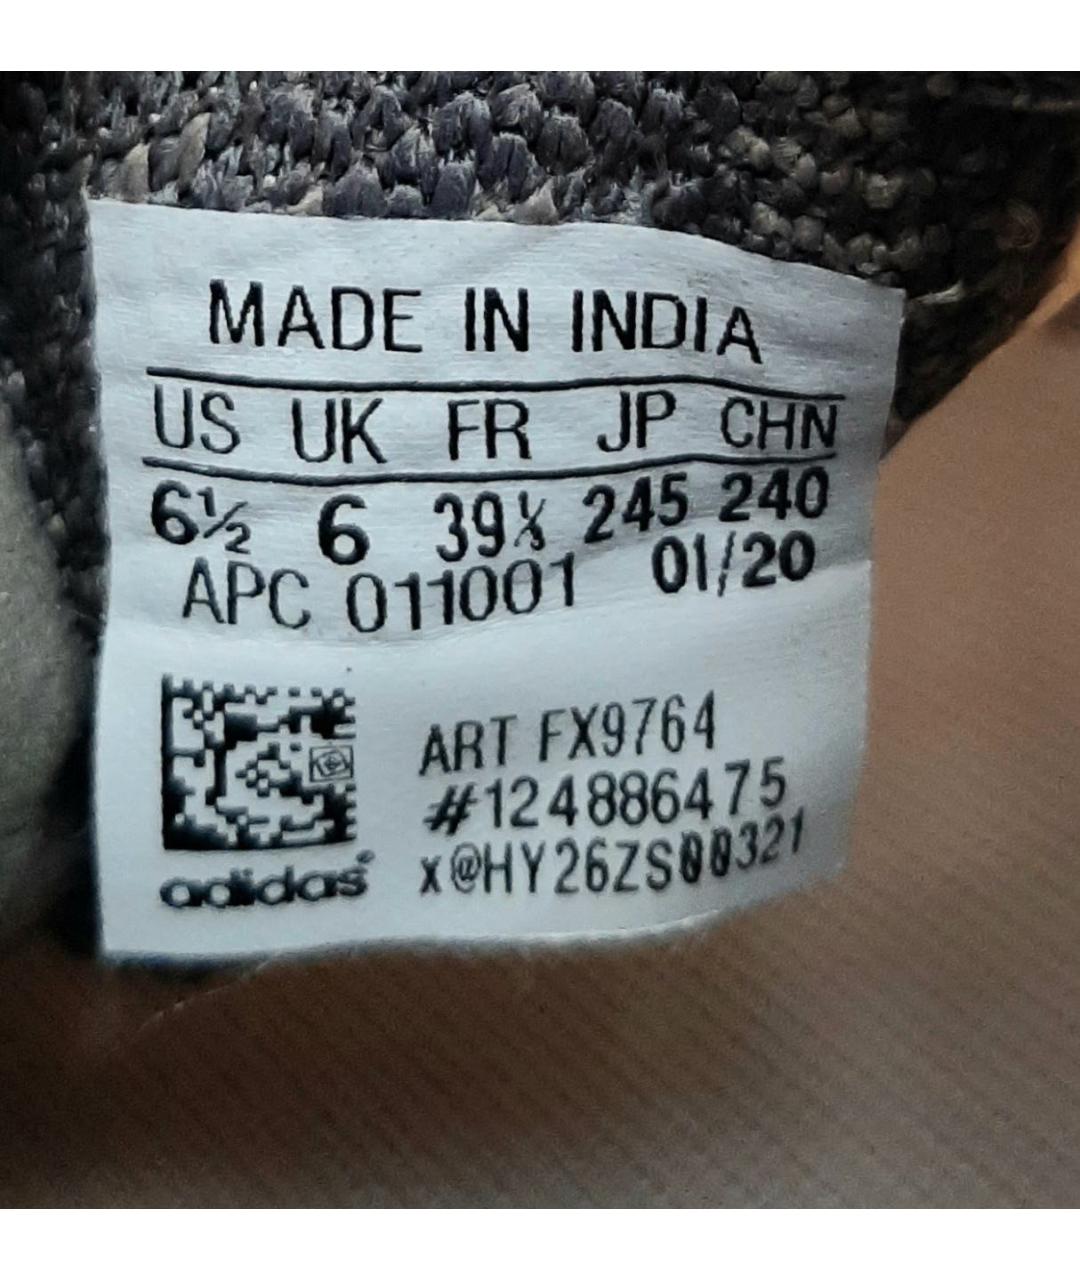 MADE IN INDIA
US UK FR JP CHN
6½ 6 39⅓ 245 240
APC 011001 01/20
ART FX9764
#124886475
x@HY26ZS00321
adidas